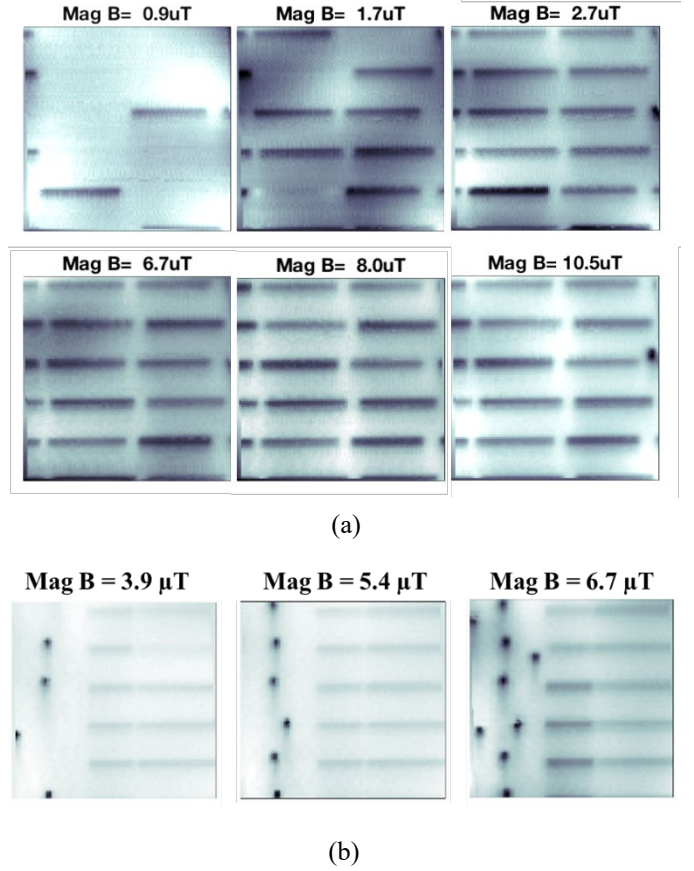 Mag B= 0.9uT Mag B= 1.7uT Mag B= 2.7uT
Mag B= 6.7uT Mag B= 8.0uT Mag B= 10.5uT
(a)
Mag B = 3.9 µT Mag B = 5.4 µT Mag B = 6.7 µT
(b)